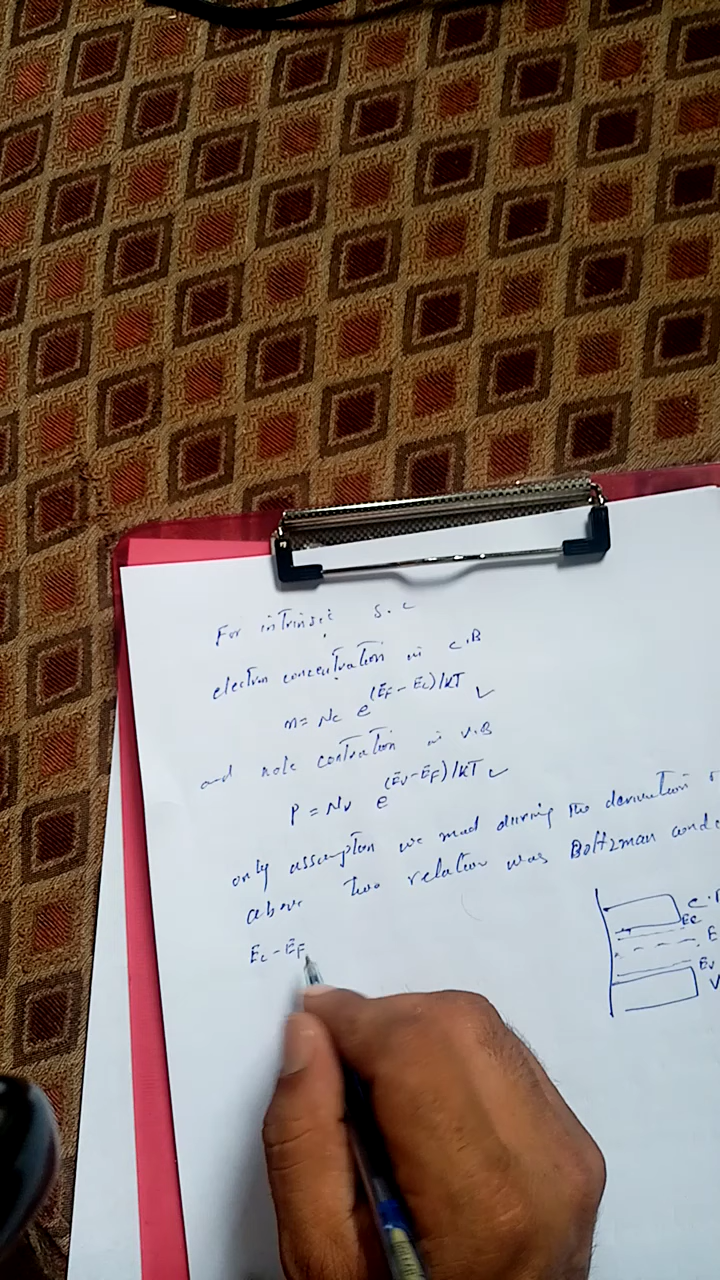 For intrinsic s.c
electron concentration in C.B
n = Nc e^(EF - Ec)/KT ✓
and hole contration in V.B
P = Nv e^(Ev - EF)/KT ✓
only assumption we mad during the derivation
above two relation was Boltzman
Ec - EF
Ec
E
Ev
V